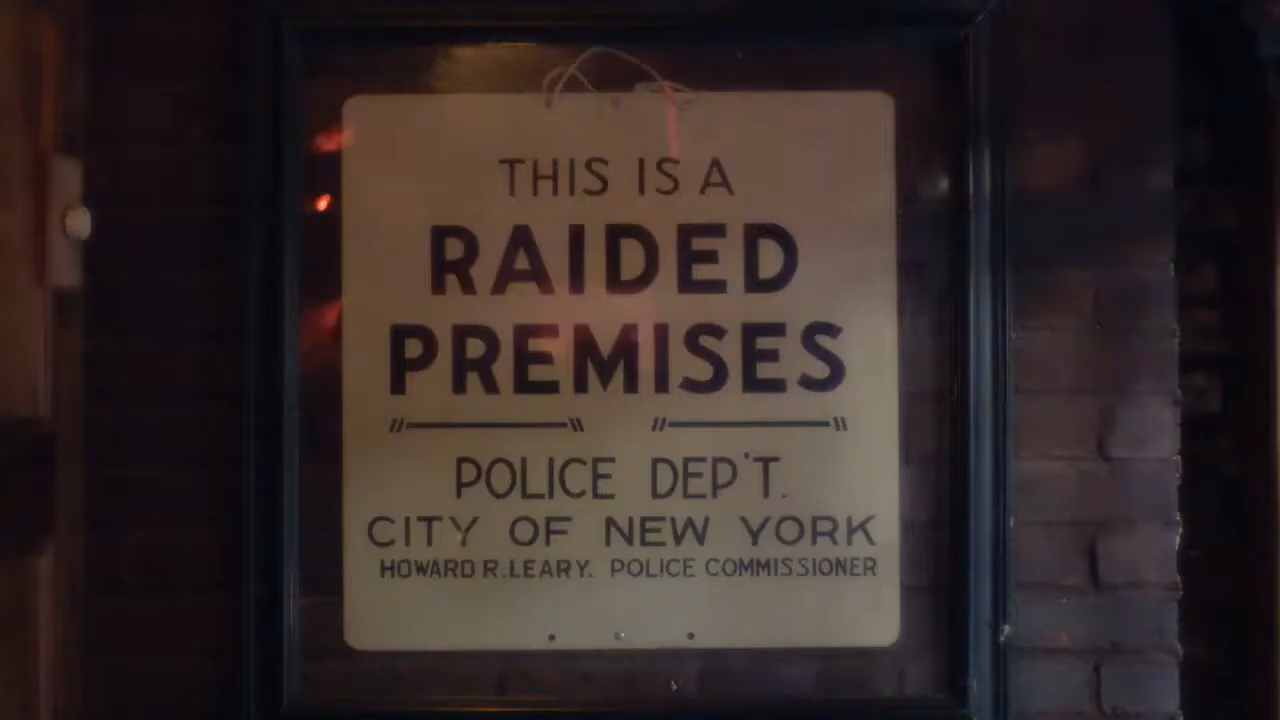 THIS IS A
RAIDED
PREMISES
POLICE DEP'T.
CITY OF NEW YORK
HOWARD R. LEARY. POLICE COMMISSIONER